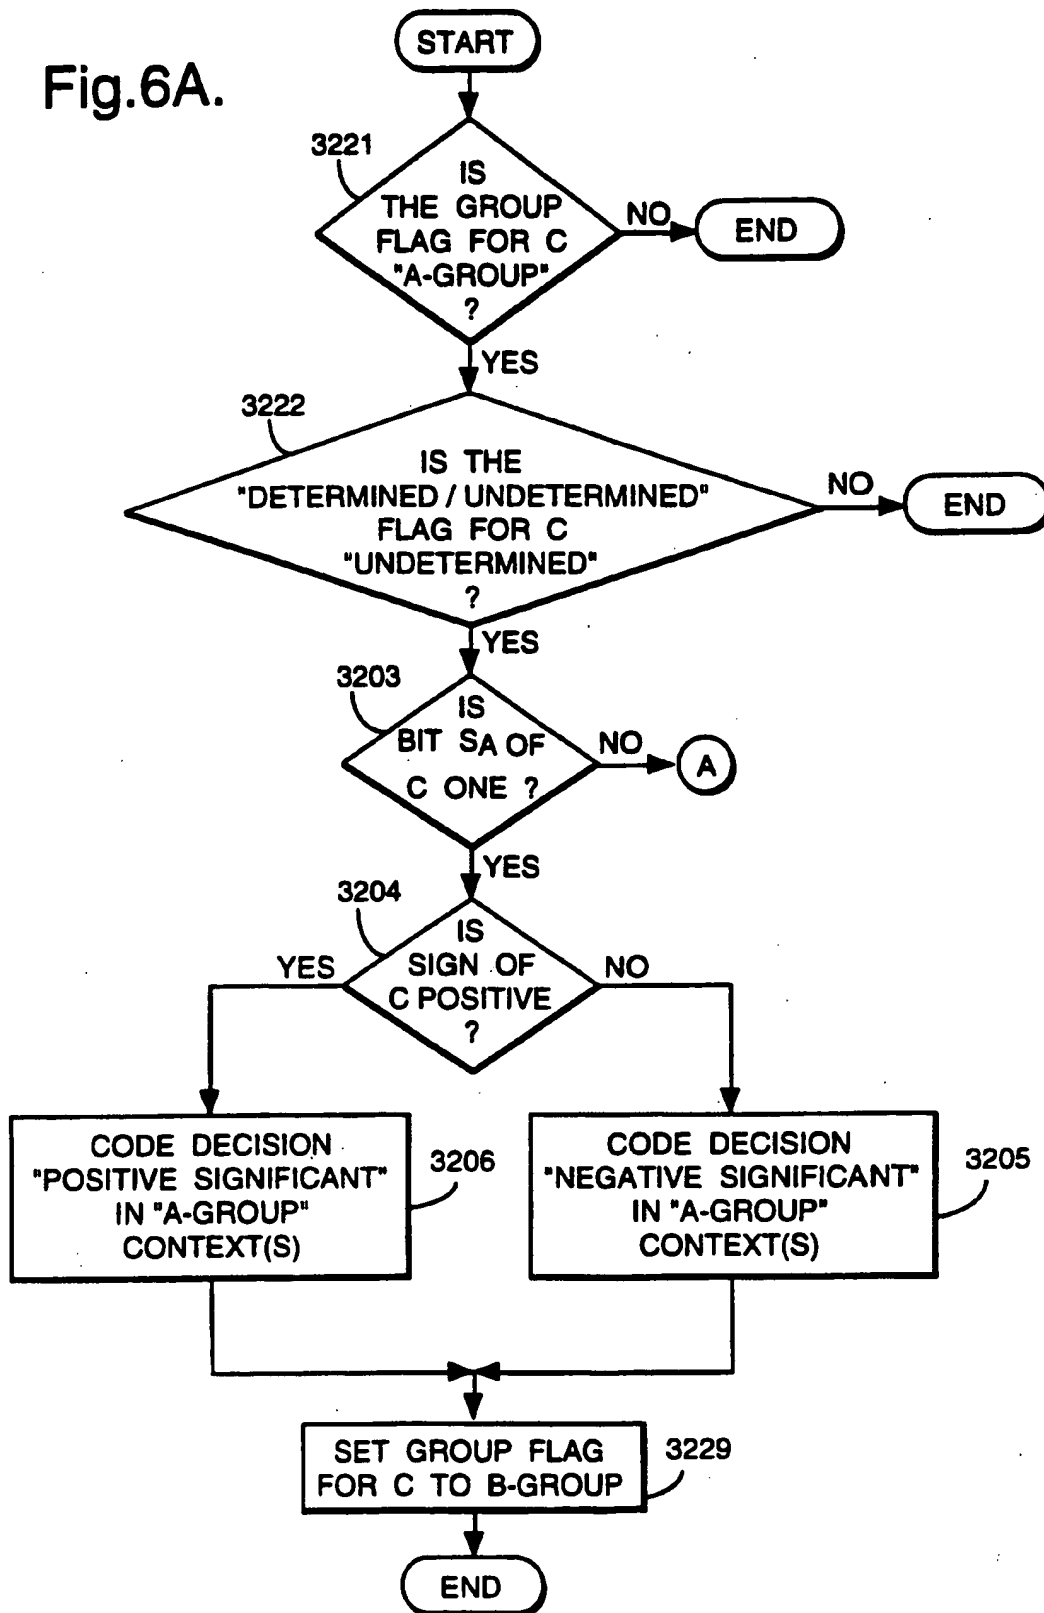 Fig.6A.
START
3221
IS
THE GROUP
FLAG FOR C
"A-GROUP"
?
NO
END
YES
3222
IS THE
"DETERMINED / UNDETERMINED"
FLAG FOR C
"UNDETERMINED"
?
NO
END
YES
3203
IS
BIT SA OF
C ONE ?
NO
A
YES
3204
IS
SIGN OF
C POSITIVE
?
YES
NO
CODE DECISION
"POSITIVE SIGNIFICANT"
IN "A-GROUP"
CONTEXT(S)
3206
CODE DECISION
"NEGATIVE SIGNIFICANT"
IN "A-GROUP"
CONTEXT(S)
3205
SET GROUP FLAG
FOR C TO B-GROUP
3229
END